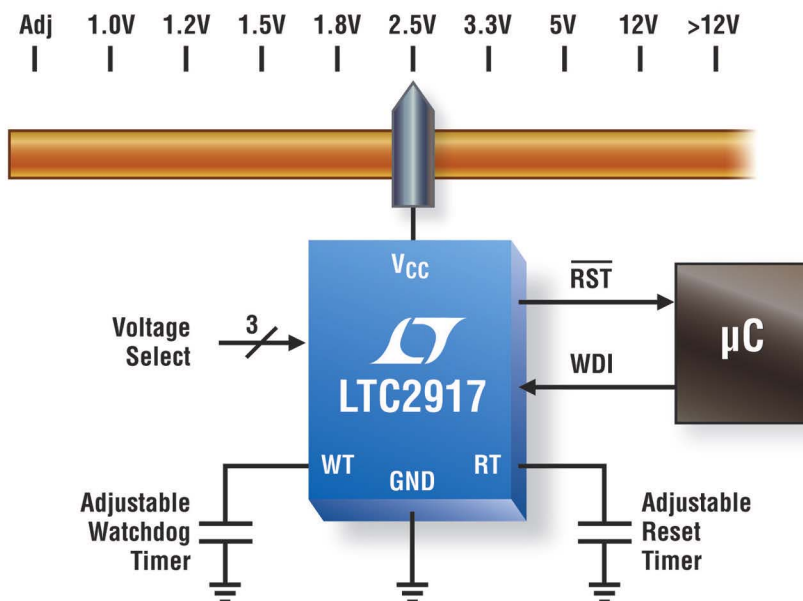 Adj 1.0V 1.2V 1.5V 1.8V 2.5V 3.3V 5V 12V >12V
VCC
RST
Voltage
Select
3
µC
WDI
LTC2917
WT
GND
RT
Adjustable
Watchdog
Timer
Adjustable
Reset
Timer